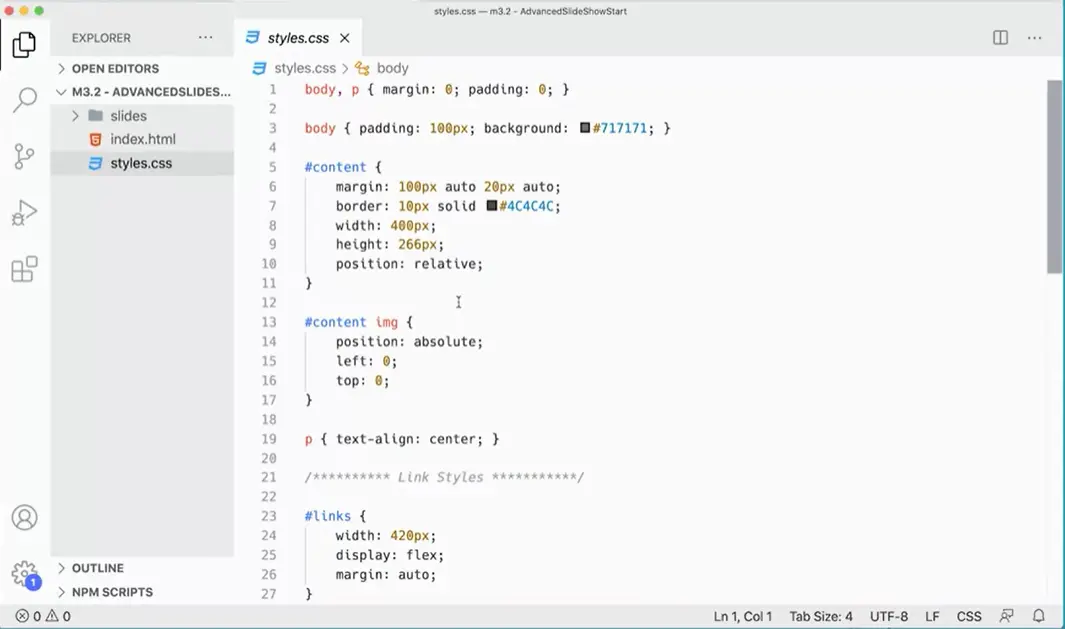 styles.css — m3.2 - AdvancedSlideShowStart
EXPLORER
styles.css
OPEN EDITORS
styles.css > body
M3.2 - ADVANCEDSLIDES...
slides
index.html
styles.css
1 body, p { margin: 0; padding: 0; }
2
3 body { padding: 100px; background: #717171; }
4
5 #content {
6 margin: 100px auto 20px auto;
7 border: 10px solid #4C4C4C;
8 width: 400px;
9 height: 266px;
10 position: relative;
11 }
12
13 #content img {
14 position: absolute;
15 left: 0;
16 top: 0;
17 }
18
19 p { text-align: center; }
20
21 /********** Link Styles ***********/
22
23 #links {
24 width: 420px;
25 display: flex;
26 margin: auto;
27 }
OUTLINE
1
NPM SCRIPTS
0 0
Ln 1, Col 1 Tab Size: 4 UTF-8 LF CSS